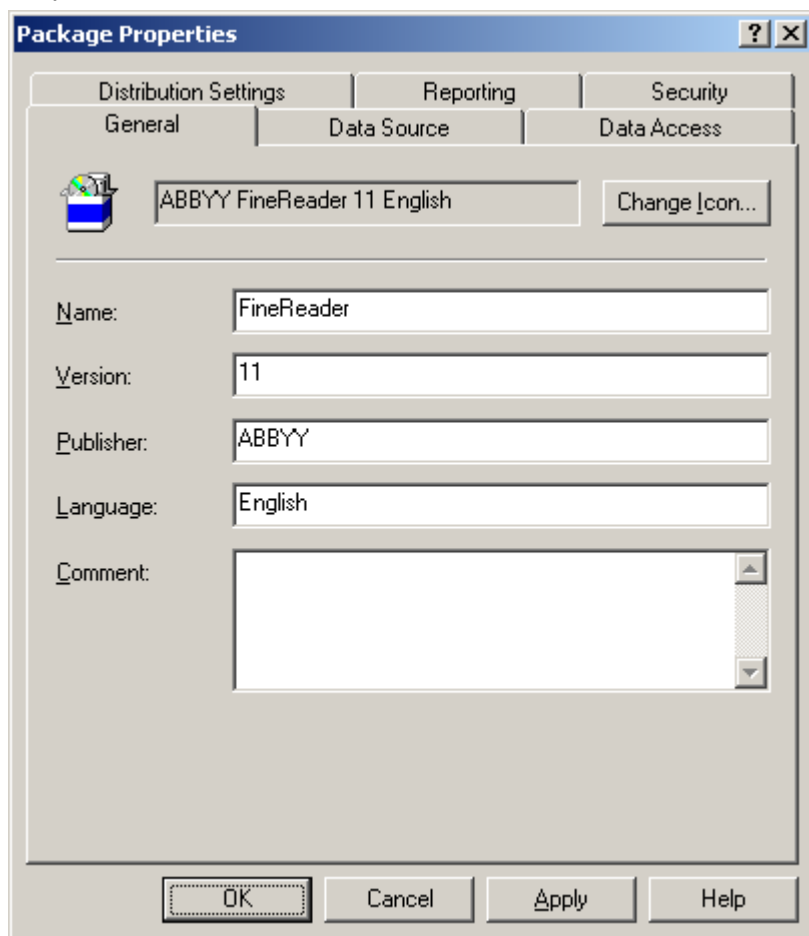 Package Properties
Distribution Settings Reporting Security
General Data Source Data Access
ABBYY FineReader 11 English Change Icon...
Name: FineReader
Version: 11
Publisher: ABBYY
Language: English
Comment:
OK Cancel Apply Help